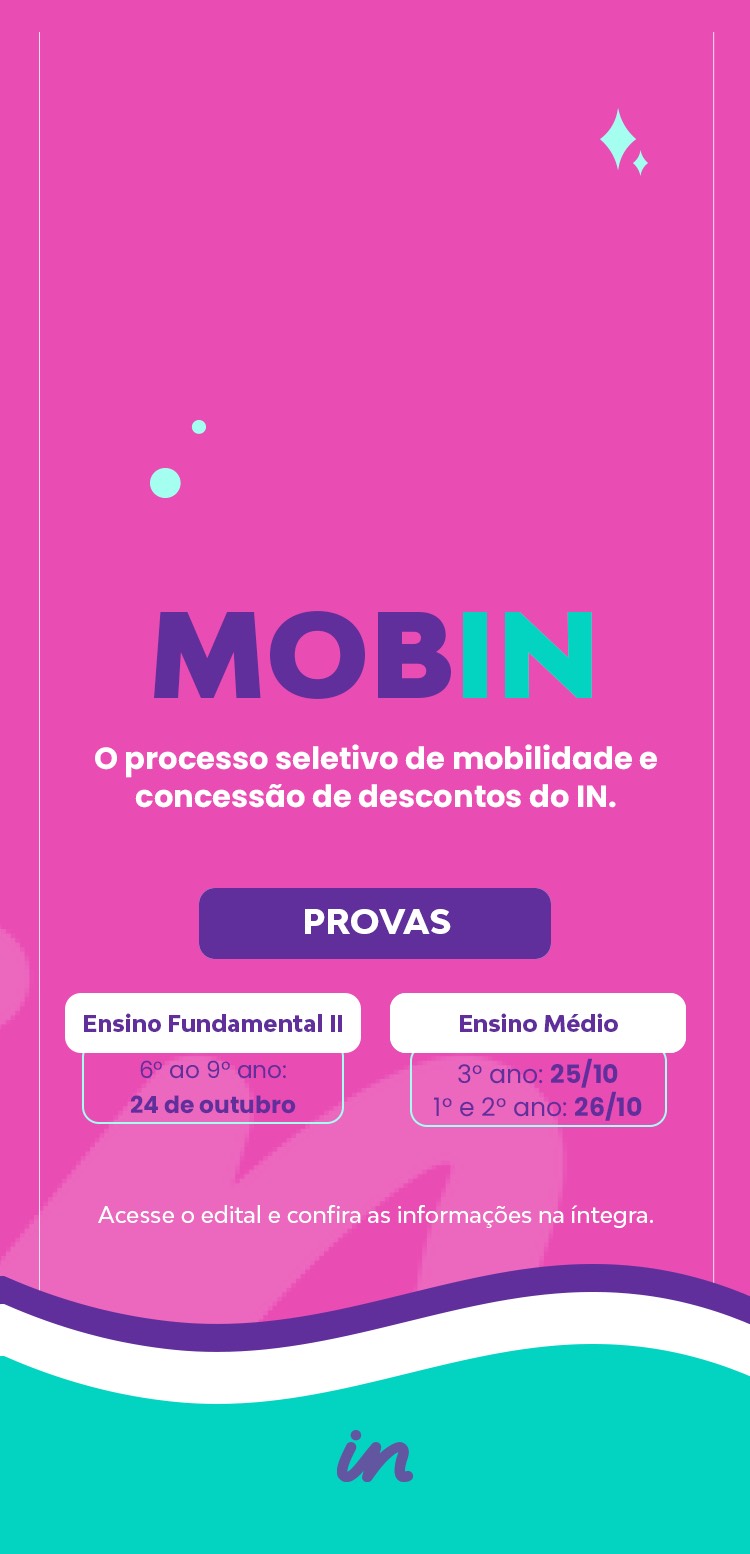 MOBIN
O processo seletivo de mobilidade e
concessão de descontos do IN.
PROVAS
Ensino Fundamental II
6º ao 9º ano:
24 de outubro
Ensino Médio
3º ano: 25/10
1º e 2º ano: 26/10
Acesse o edital e confira as informações na íntegra.
in